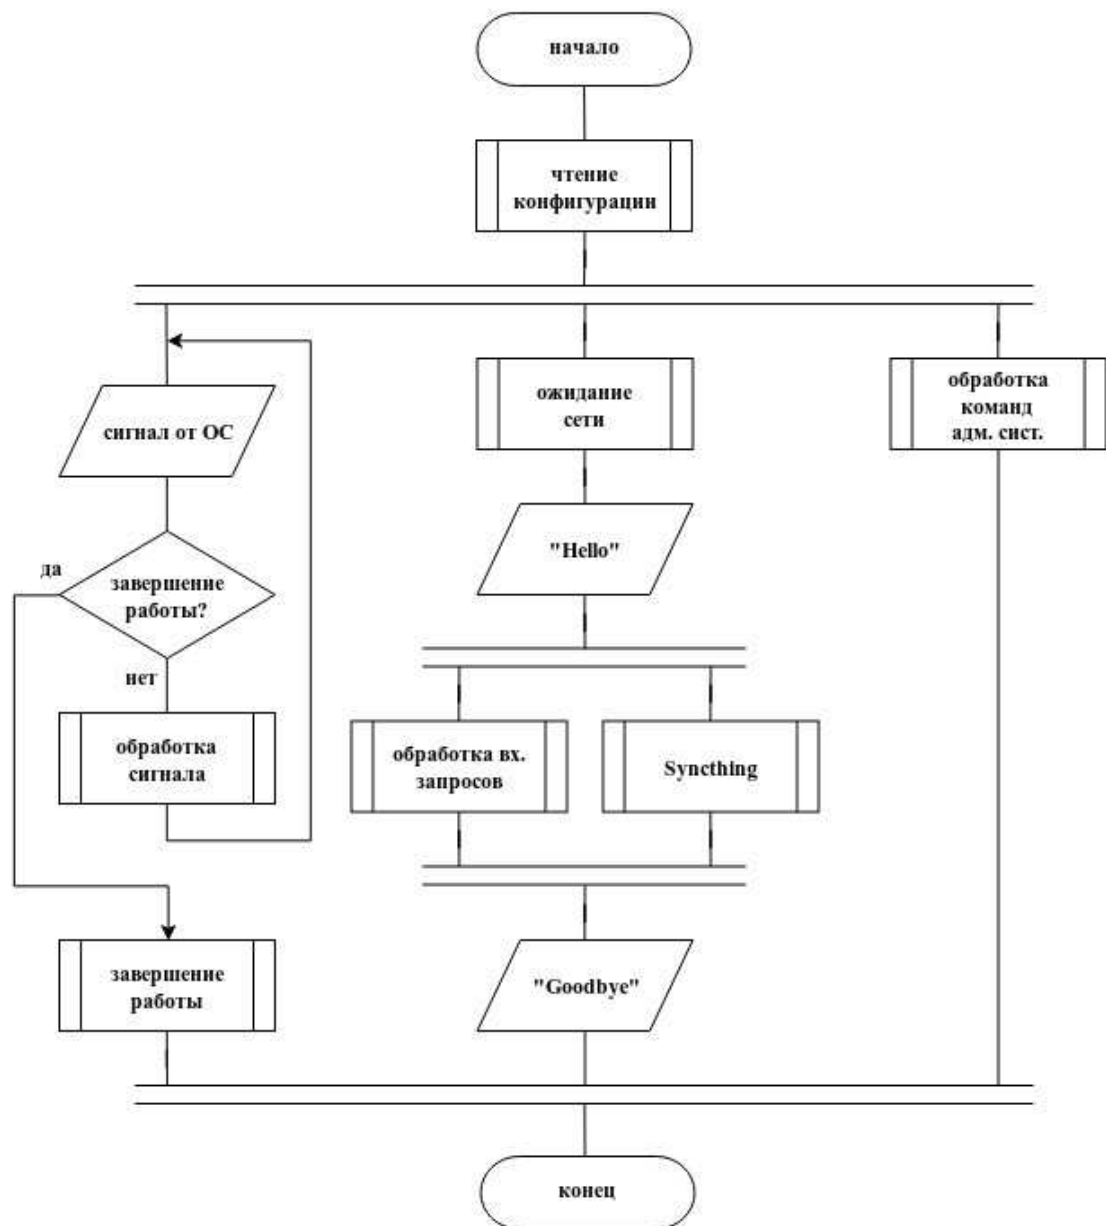 начало
чтение
конфигурации
сигнал от ОС
да
завершение
работы?
нет
обработка
сигнала
завершение
работы
ожидание
сети
"Hello"
обработка вх.
запросов
Syncthing
"Goodbye"
обработка
команд
адм. сист.
конец